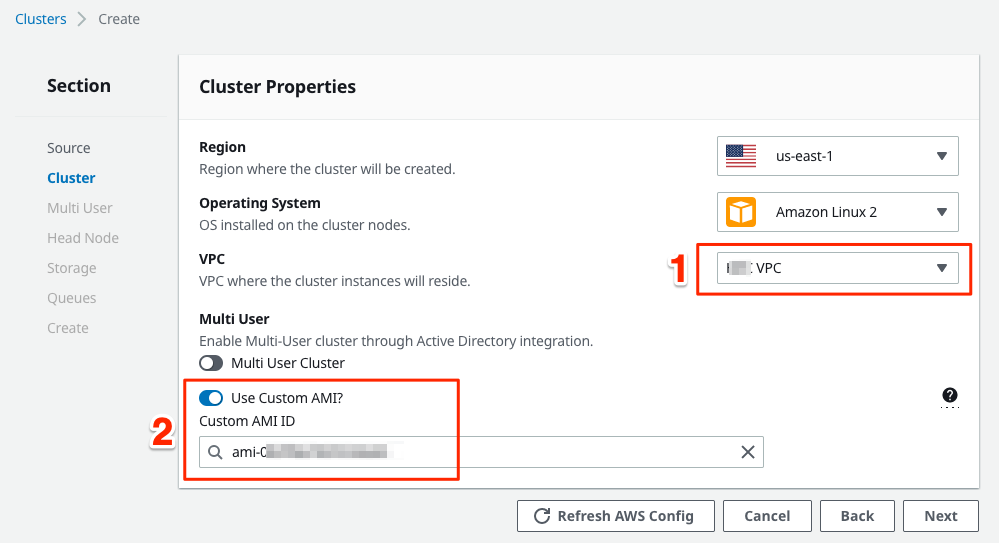 Clusters > Create
Section
Source
Cluster
Multi User
Head Node
Storage
Queues
Create
Cluster Properties
Region
Region where the cluster will be created.
us-east-1
Operating System
OS installed on the cluster nodes.
Amazon Linux 2
VPC
VPC where the cluster instances will reside.
1
VPC
Multi User
Enable Multi-User cluster through Active Directory integration.
Multi User Cluster
2
Use Custom AMI?
Custom AMI ID
ami-0
?
Refresh AWS Config
Cancel
Back
Next